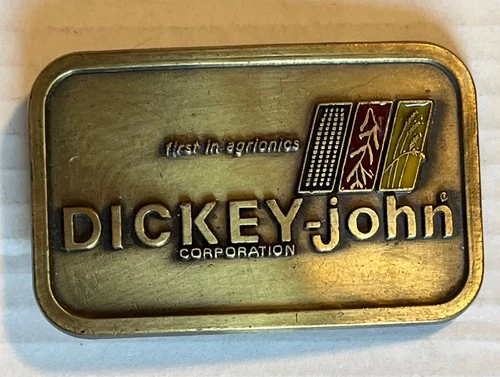 first in agrionics
DICKEY-john®
CORPORATION